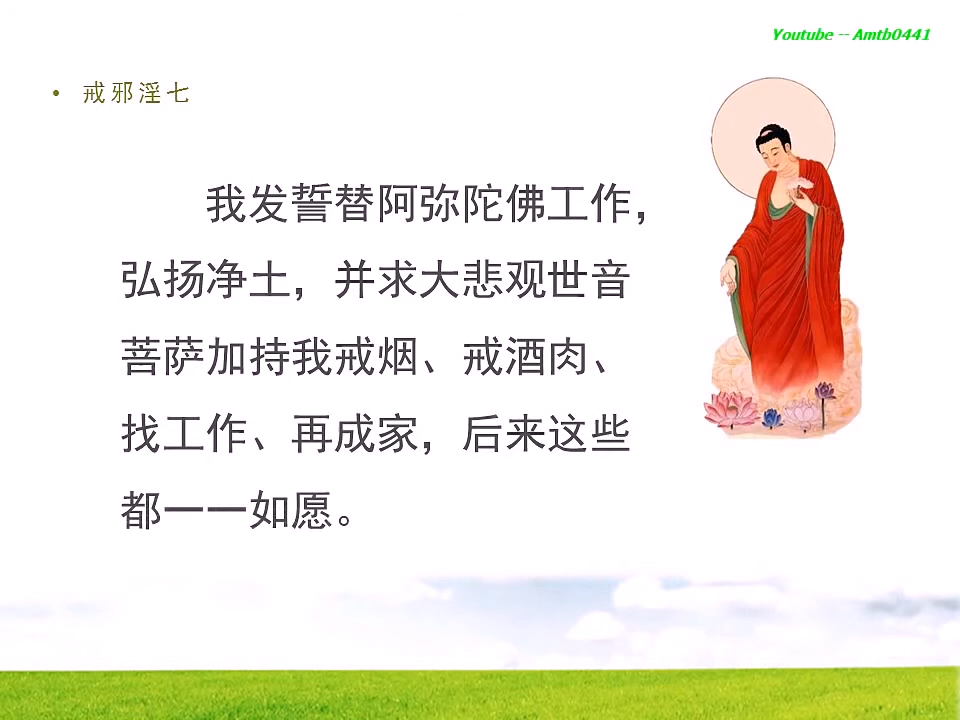 Youtube -- Amtb0441
• 戒邪淫七
我发誓替阿弥陀佛工作，
弘扬净土，并求大悲观世音
菩萨加持我戒烟、戒酒肉、
找工作、再成家，后来这些
都一一如愿。